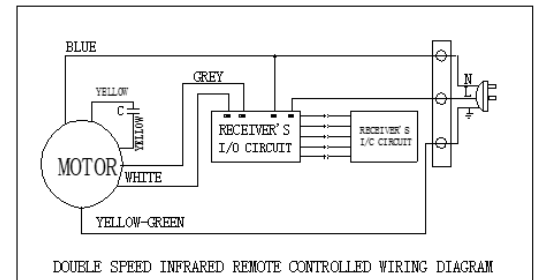 BLUE
GREY
YELLOW
C
YELLOW
N
L
RECEIVER'S
I/O CIRCUIT
RECEIVER'S
I/C CIRCUIT
MOTOR
WHITE
YELLOW-GREEN
DOUBLE SPEED INFRARED REMOTE CONTROLLED WIRING DIAGRAM